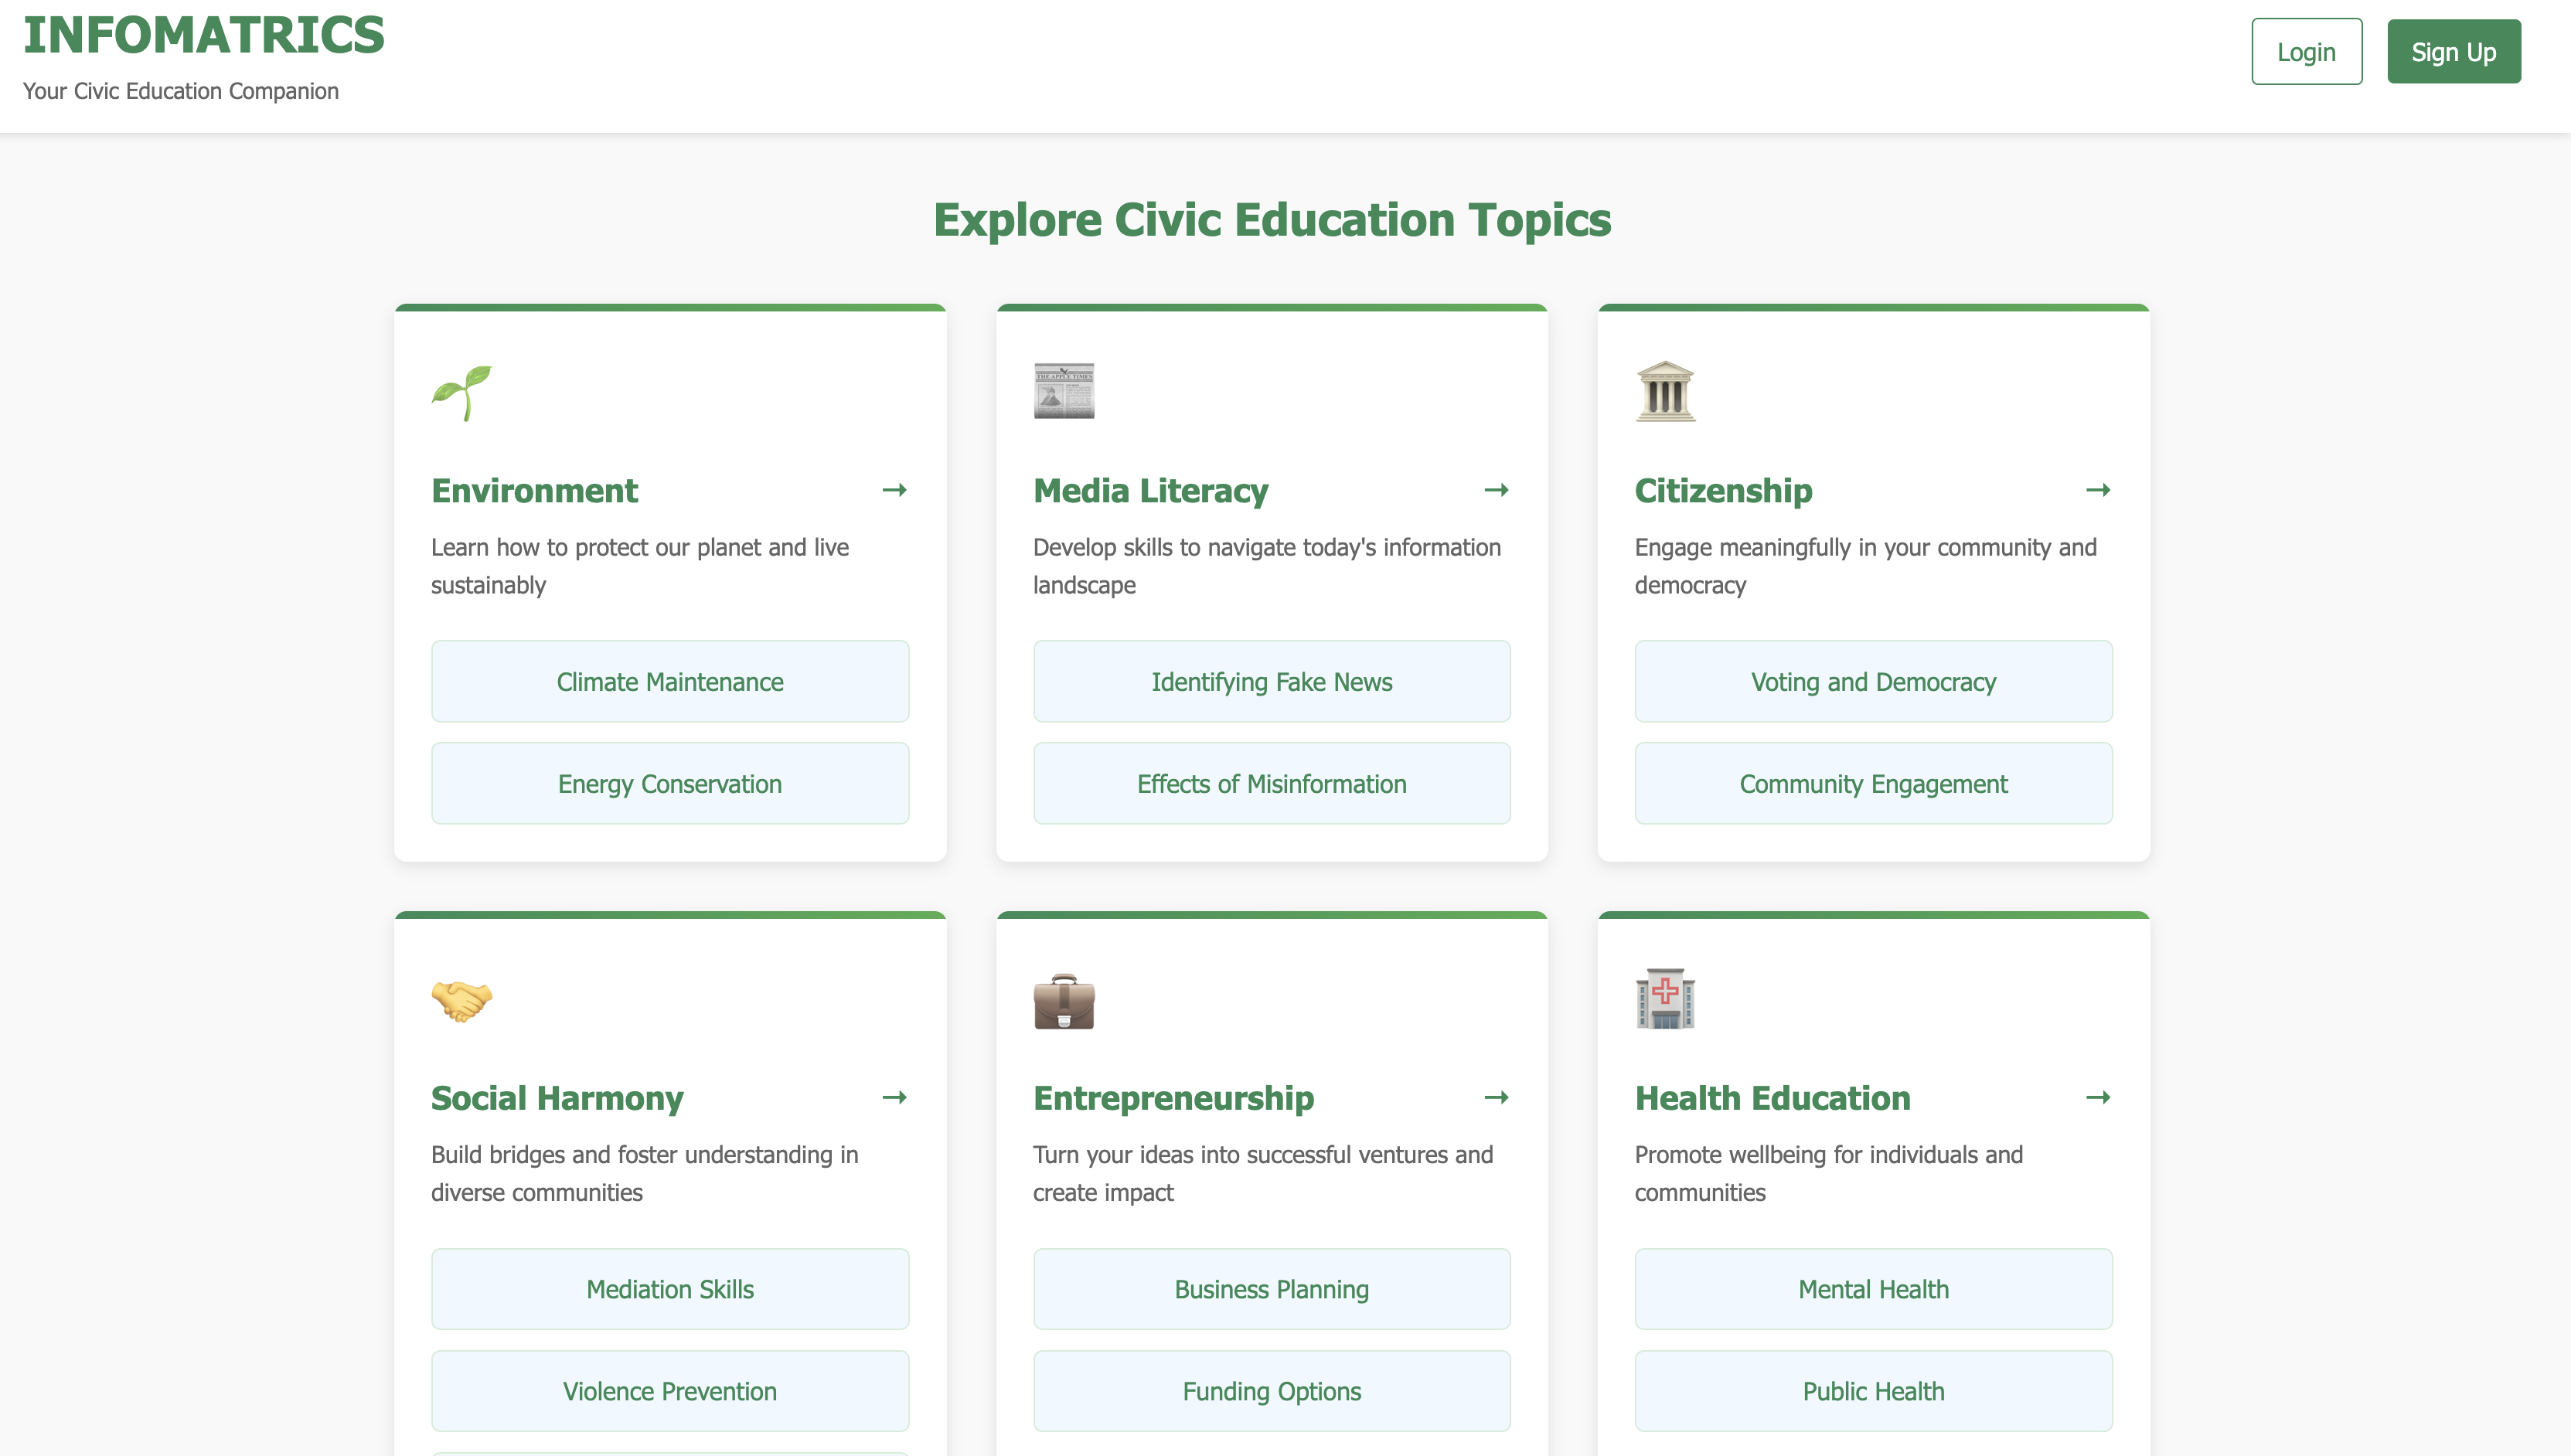 INFOMATRICS
Your Civic Education Companion
Login
Sign Up
Explore Civic Education Topics
THE APPLE TIMES
Environment →
Learn how to protect our planet and live
sustainably
Climate Maintenance
Energy Conservation
Media Literacy →
Develop skills to navigate today's information
landscape
Identifying Fake News
Effects of Misinformation
Citizenship →
Engage meaningfully in your community and
democracy
Voting and Democracy
Community Engagement
Social Harmony →
Build bridges and foster understanding in
diverse communities
Mediation Skills
Violence Prevention
Entrepreneurship →
Turn your ideas into successful ventures and
create impact
Business Planning
Funding Options
Health Education →
Promote wellbeing for individuals and
communities
Mental Health
Public Health